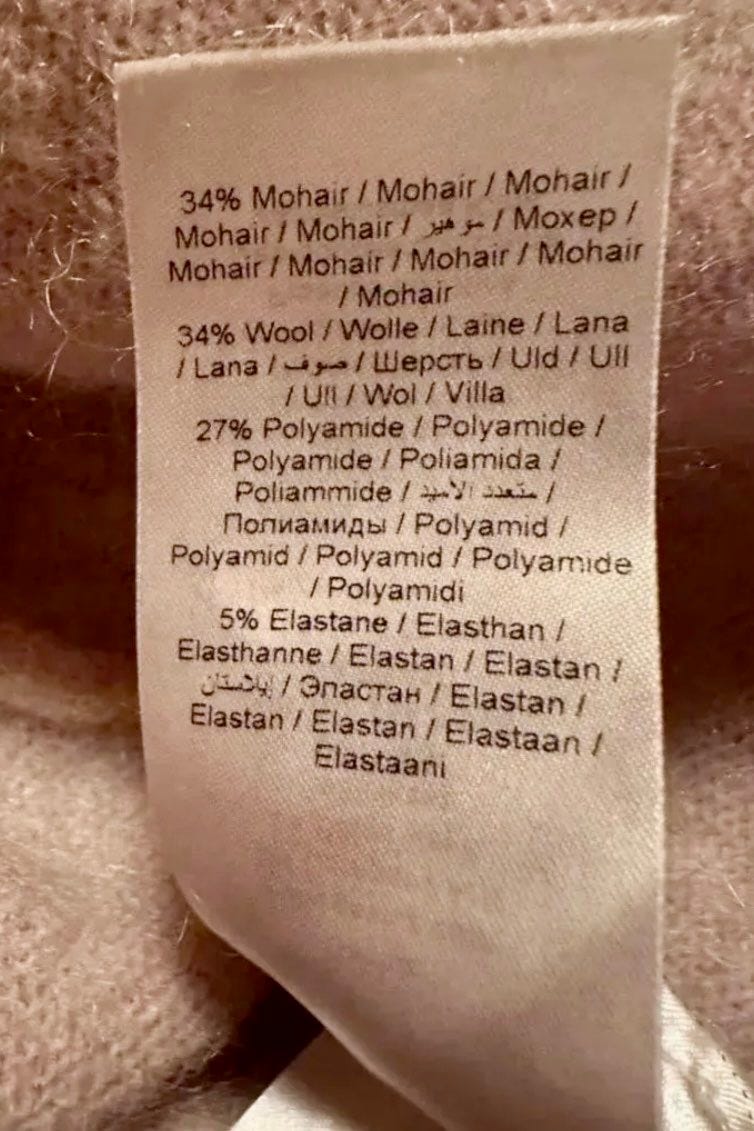 34% Mohair / Mohair / Mohair /
Mohair / Mohair / موهير / Мохер /
Mohair / Mohair / Mohair / Mohair
/ Mohair
34% Wool / Wolle / Laine / Lana
/ Lana / صوف / Шерсть / Uld / Ull
/ Ull / Wol / Villa
27% Polyamide / Polyamide /
Polyamide / Poliamida /
Poliammide / متعدد الأميد /
Полиамиды / Polyamid /
Polyamid / Polyamid / Polyamide
/ Polyamidi
5% Elastane / Elasthan /
Elasthanne / Elastan / Elastan /
إيلاستان / Эластан / Elastan /
Elastan / Elastan / Elastaan /
Elastaani